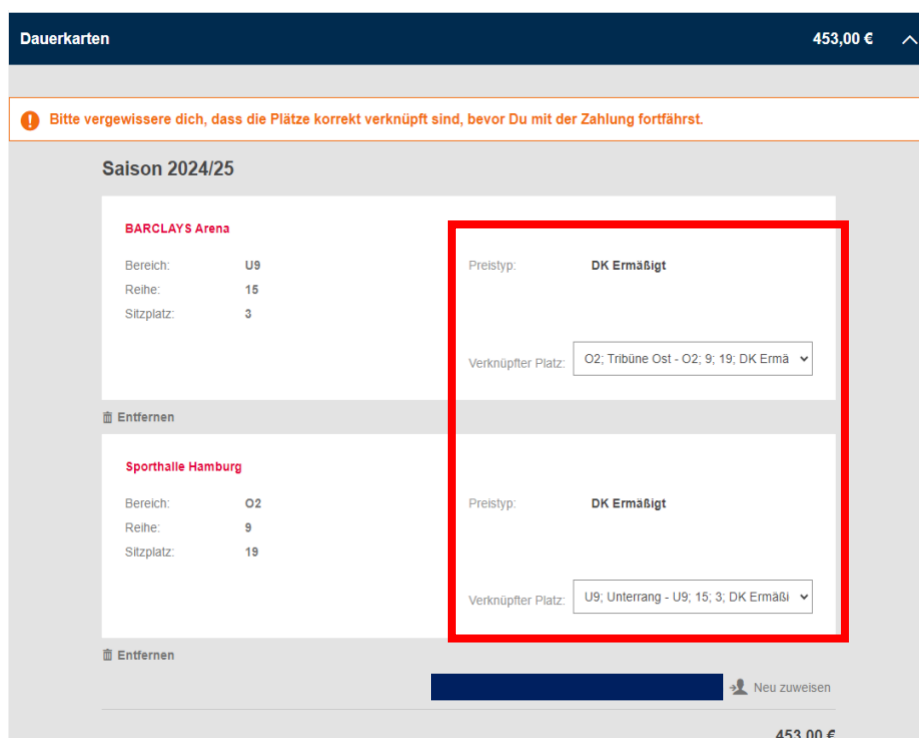 Dauerkarten 453,00 €
Bitte vergewissere dich, dass die Plätze korrekt verknüpft sind, bevor Du mit der Zahlung fortfährst.
Saison 2024/25
BARCLAYS Arena
Bereich: U9 Preistyp: DK Ermäßigt
Reihe: 15
Sitzplatz: 3
Verknüpfter Platz: O2; Tribüne Ost - O2; 9; 19; DK Ermä
Entfernen
Sporthalle Hamburg
Bereich: O2 Preistyp: DK Ermäßigt
Reihe: 9
Sitzplatz: 19
Verknüpfter Platz: U9; Unterrang - U9; 15; 3; DK Ermäßi
Entfernen
Neu zuweisen
453,00 €